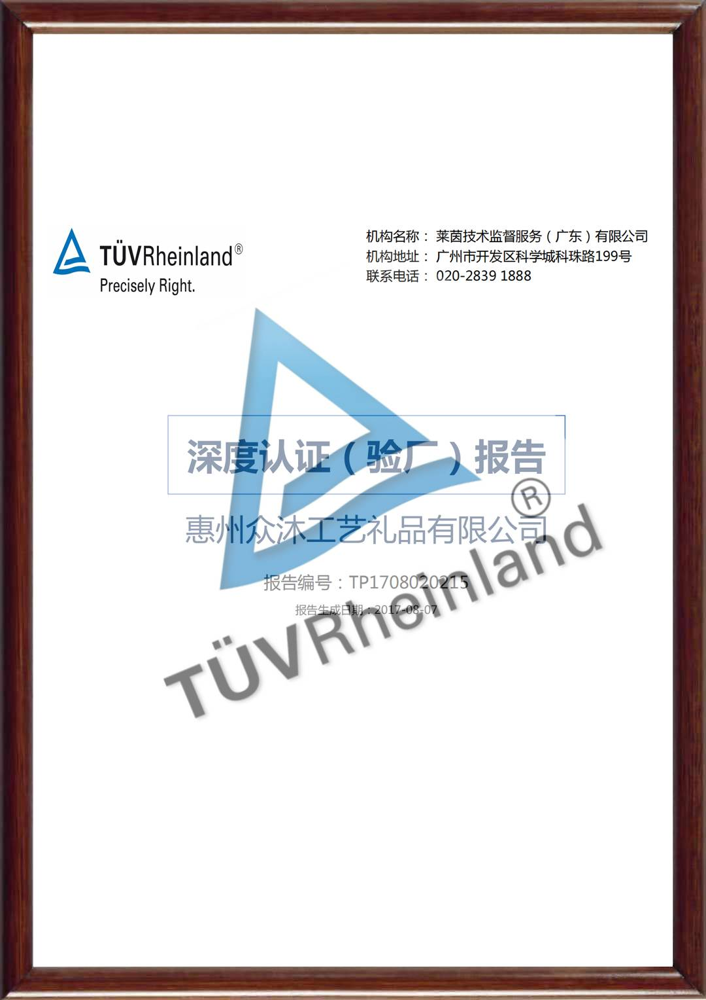 TÜVRheinland®
Precisely Right.
机构名称： 莱茵技术监督服务（广东）有限公司
机构地址： 广州市开发区科学城科珠路199号
联系电话： 020-2839 1888
深度认证（验厂）报告
惠州众沐工艺礼品有限公司
报告编号：TP1708020215
报告生成日期：2017-08-07
TÜVRheinland®